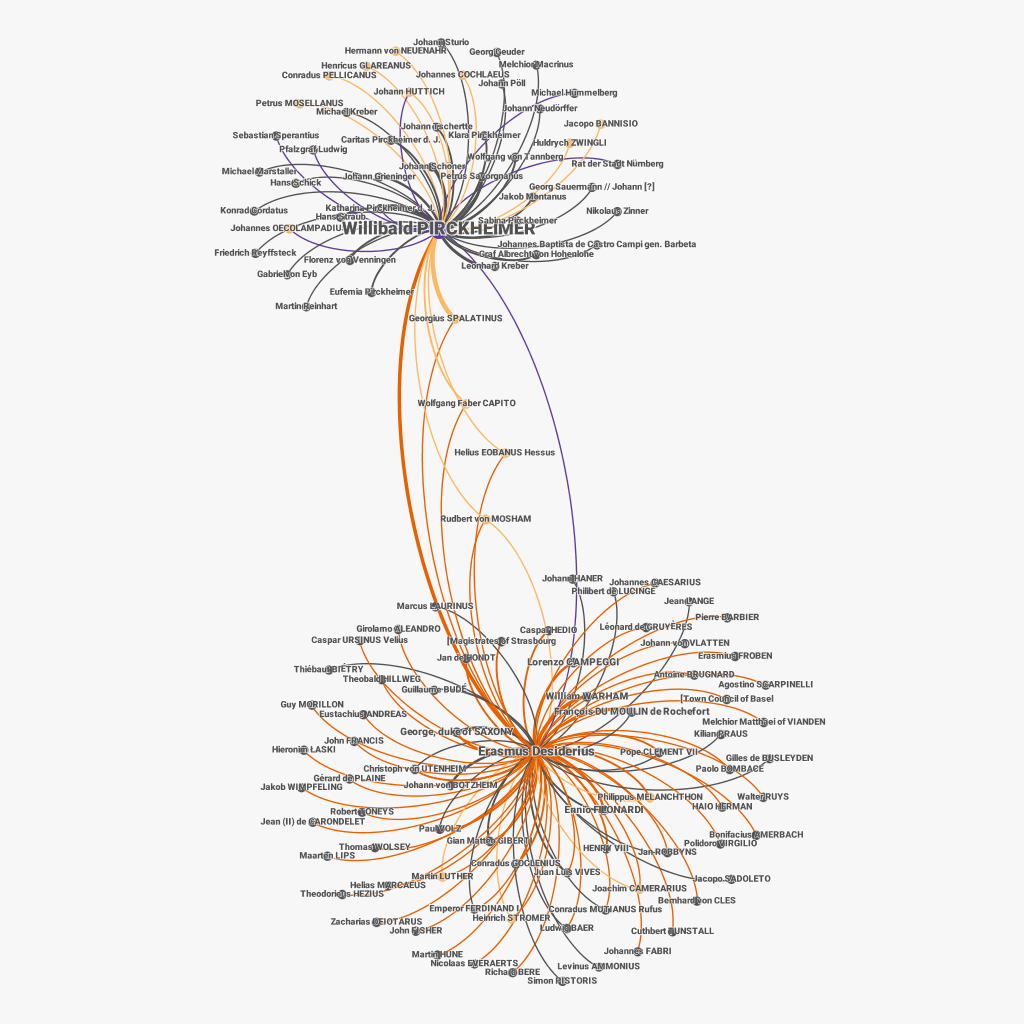 Johann Sturio
Hermann von NEUENAHR
Georg Geuder
Henricus GLAREANUS
Melchior Macrinus
Conradus PELLICANUS
Johannes COCHLAEUS
Johann Pöll
Johann HUTTICH
Michael Hummelberg
Petrus MOSELLANUS
Michael Kreber
Johann Neudörffer
Jacopo BANNISIO
Johann Tschertte
Sebastian Sperantius
Caritas Pirckheimer d. J.
Klara Pirckheimer
Huldrych ZWINGLI
Pfalzgraf Ludwig
Wolfgang von Tannberg
Rat der Stadt Nürnberg
Johann Schöner
Michael Marstaller
Johann Grieninger
Petrus Savorgnanus
Hans Schick
Georg Sauermann // Johann [?]
Jakob Montanus
Konrad Cordatus
Katharina Pirckheimer d. J.
Nikolaus Zinner
Hans Straub
Sabina Pirckheimer
Johannes OECOLAMPADIUS
Willibald PIRCKHEIMER
Johannes Baptista de Castro Campi gen. Barbeta
Friedrich Reyffsteck
Graf Albrecht von Hohenlohe
Florenz von Venningen
Leonhard Kreber
Gabriel von Eyb
Eufemia Pirckheimer
Martin Reinhart
Georgius SPALATINUS
Wolfgang Faber CAPITO
Helius EOBANUS Hessus
Rudbert von MOSHAM
Johann HANER
Johannes CAESARIUS
Philibert de LUCINGE
Jean LANGE
Marcus LAURINUS
Pierre BARBIER
Girolamo ALEANDRO
Caspar HEDIO
Léonard de GRUYÈRES
Caspar URSINUS Velius
[Magistrates of Strasbourg
Johann von VLATTEN
Jan de HONDT
Lorenzo CAMPEGGI
Erasmius FROBEN
Thiébaut BIÉTRY
Theobald HILLWEG
Antoine BRUGNARD
Agostino SCARPINELLI
Guillaume BUDÉ
William WARHAM
[Town Council of Basel
Guy MORILLON
Eustachius ANDREAS
François DU MOULIN de Rochefort
Melchior Matthaei of VIANDEN
George, duke of SAXONY
Kilian PRAUS
John FRANCIS
Hieronim ŁASKI
Erasmus Desiderius
Pope CLEMENT VII
Gilles de BUSLEYDEN
Christoph von UTENHEIM
Paolo BOMBACE
Gérard de PLAINE
Jakob WIMPFELING
Johann von BOTZHEIM
Philippus MELANCHTHON
Walter RUYS
HAIO HERMAN
Robert TONEYS
Ennio FILONARDI
Jean (II) de CARONDELET
Paul VOLZ
Bonifacius AMERBACH
Gian Matteo GIBERTI
Polidoro VIRGILIO
Thomas WOLSEY
HENRY VIII
Jan ROBBYNS
Maarten LIPS
Conradus GOCLENIUS
Juan Luis VIVES
Martin LUTHER
Jacopo SADOLETO
Helias MARCAEUS
Joachim CAMERARIUS
Theodoricus HEZIUS
Bernhard von CLES
Emperor FERDINAND I
Conradus MUTIANUS Rufus
Heinrich STROMER
Zacharias DEIOTARUS
John FISHER
Ludwig BAER
Cuthbert TUNSTALL
Martin HUNE
Johannes FABRI
Nicolaas EVERAERTS
Levinus AMMONIUS
Richard BERE
Simon HISTORIS